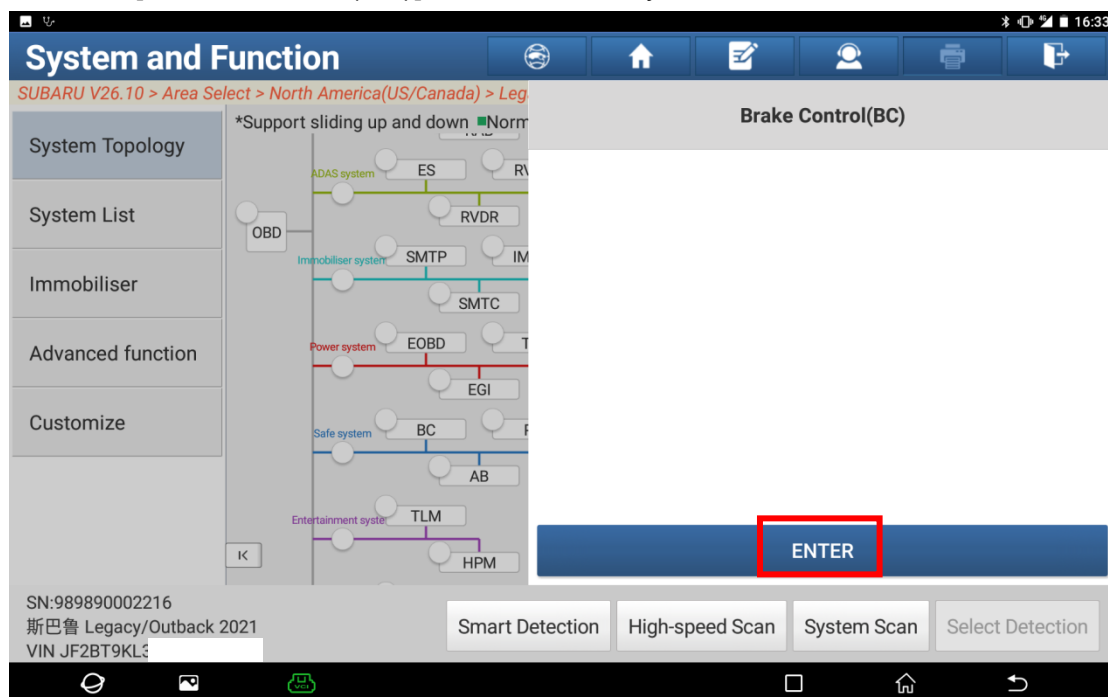 16:33
System and Function
SUBARU V26.10 > Area Select > North America(US/Canada) > Leg
System Topology
System List
Immobiliser
Advanced function
Customize
*Support sliding up and down ■Norm
OBD
ADAS system
ES
RVDR
Immobiliser system
SMTP
IM
SMTC
Power system
EOBD
T
EGI
Safe system
BC
AB
Entertainment syste
TLM
HPM
K
Brake Control(BC)
ENTER
SN:989890002216
斯巴鲁 Legacy/Outback 2021
VIN JF2BT9KL3
Smart Detection
High-speed Scan
System Scan
Select Detection
VCI